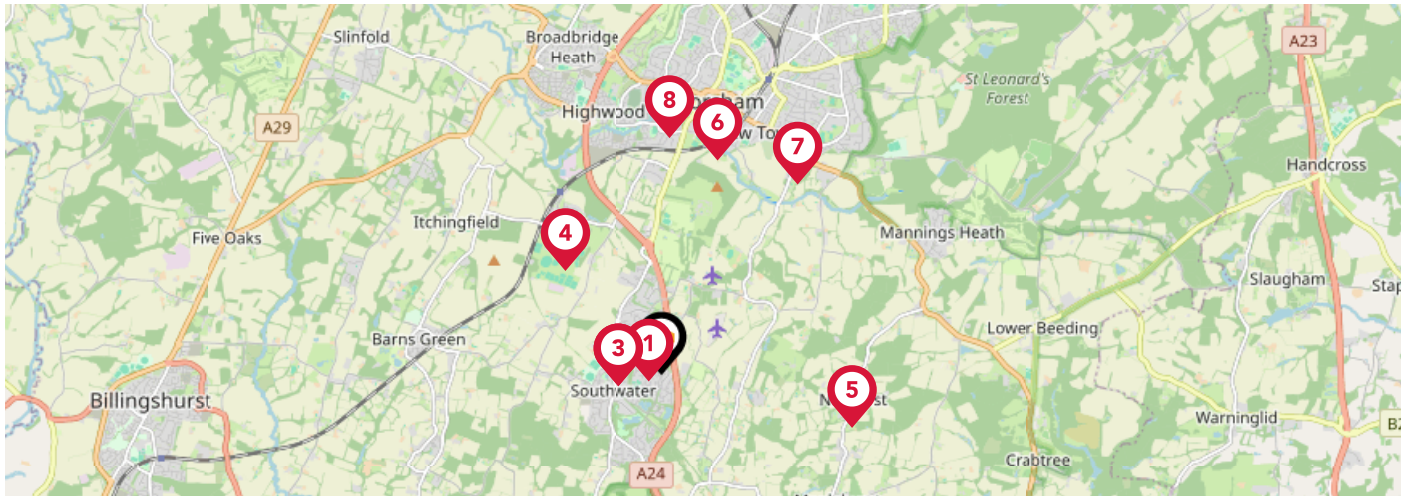 Slinfold
Broadbridge
Heath
A23
St Leonard's
Forest
8
Highwood
6
A29
7
Handcross
Itchingfield
4
Five Oaks
Mannings Heath
Slaugham
Barns Green
Lower Beeding
3
1
Southwater
5
Billingshurst
Warninglid
Crabtree
A24